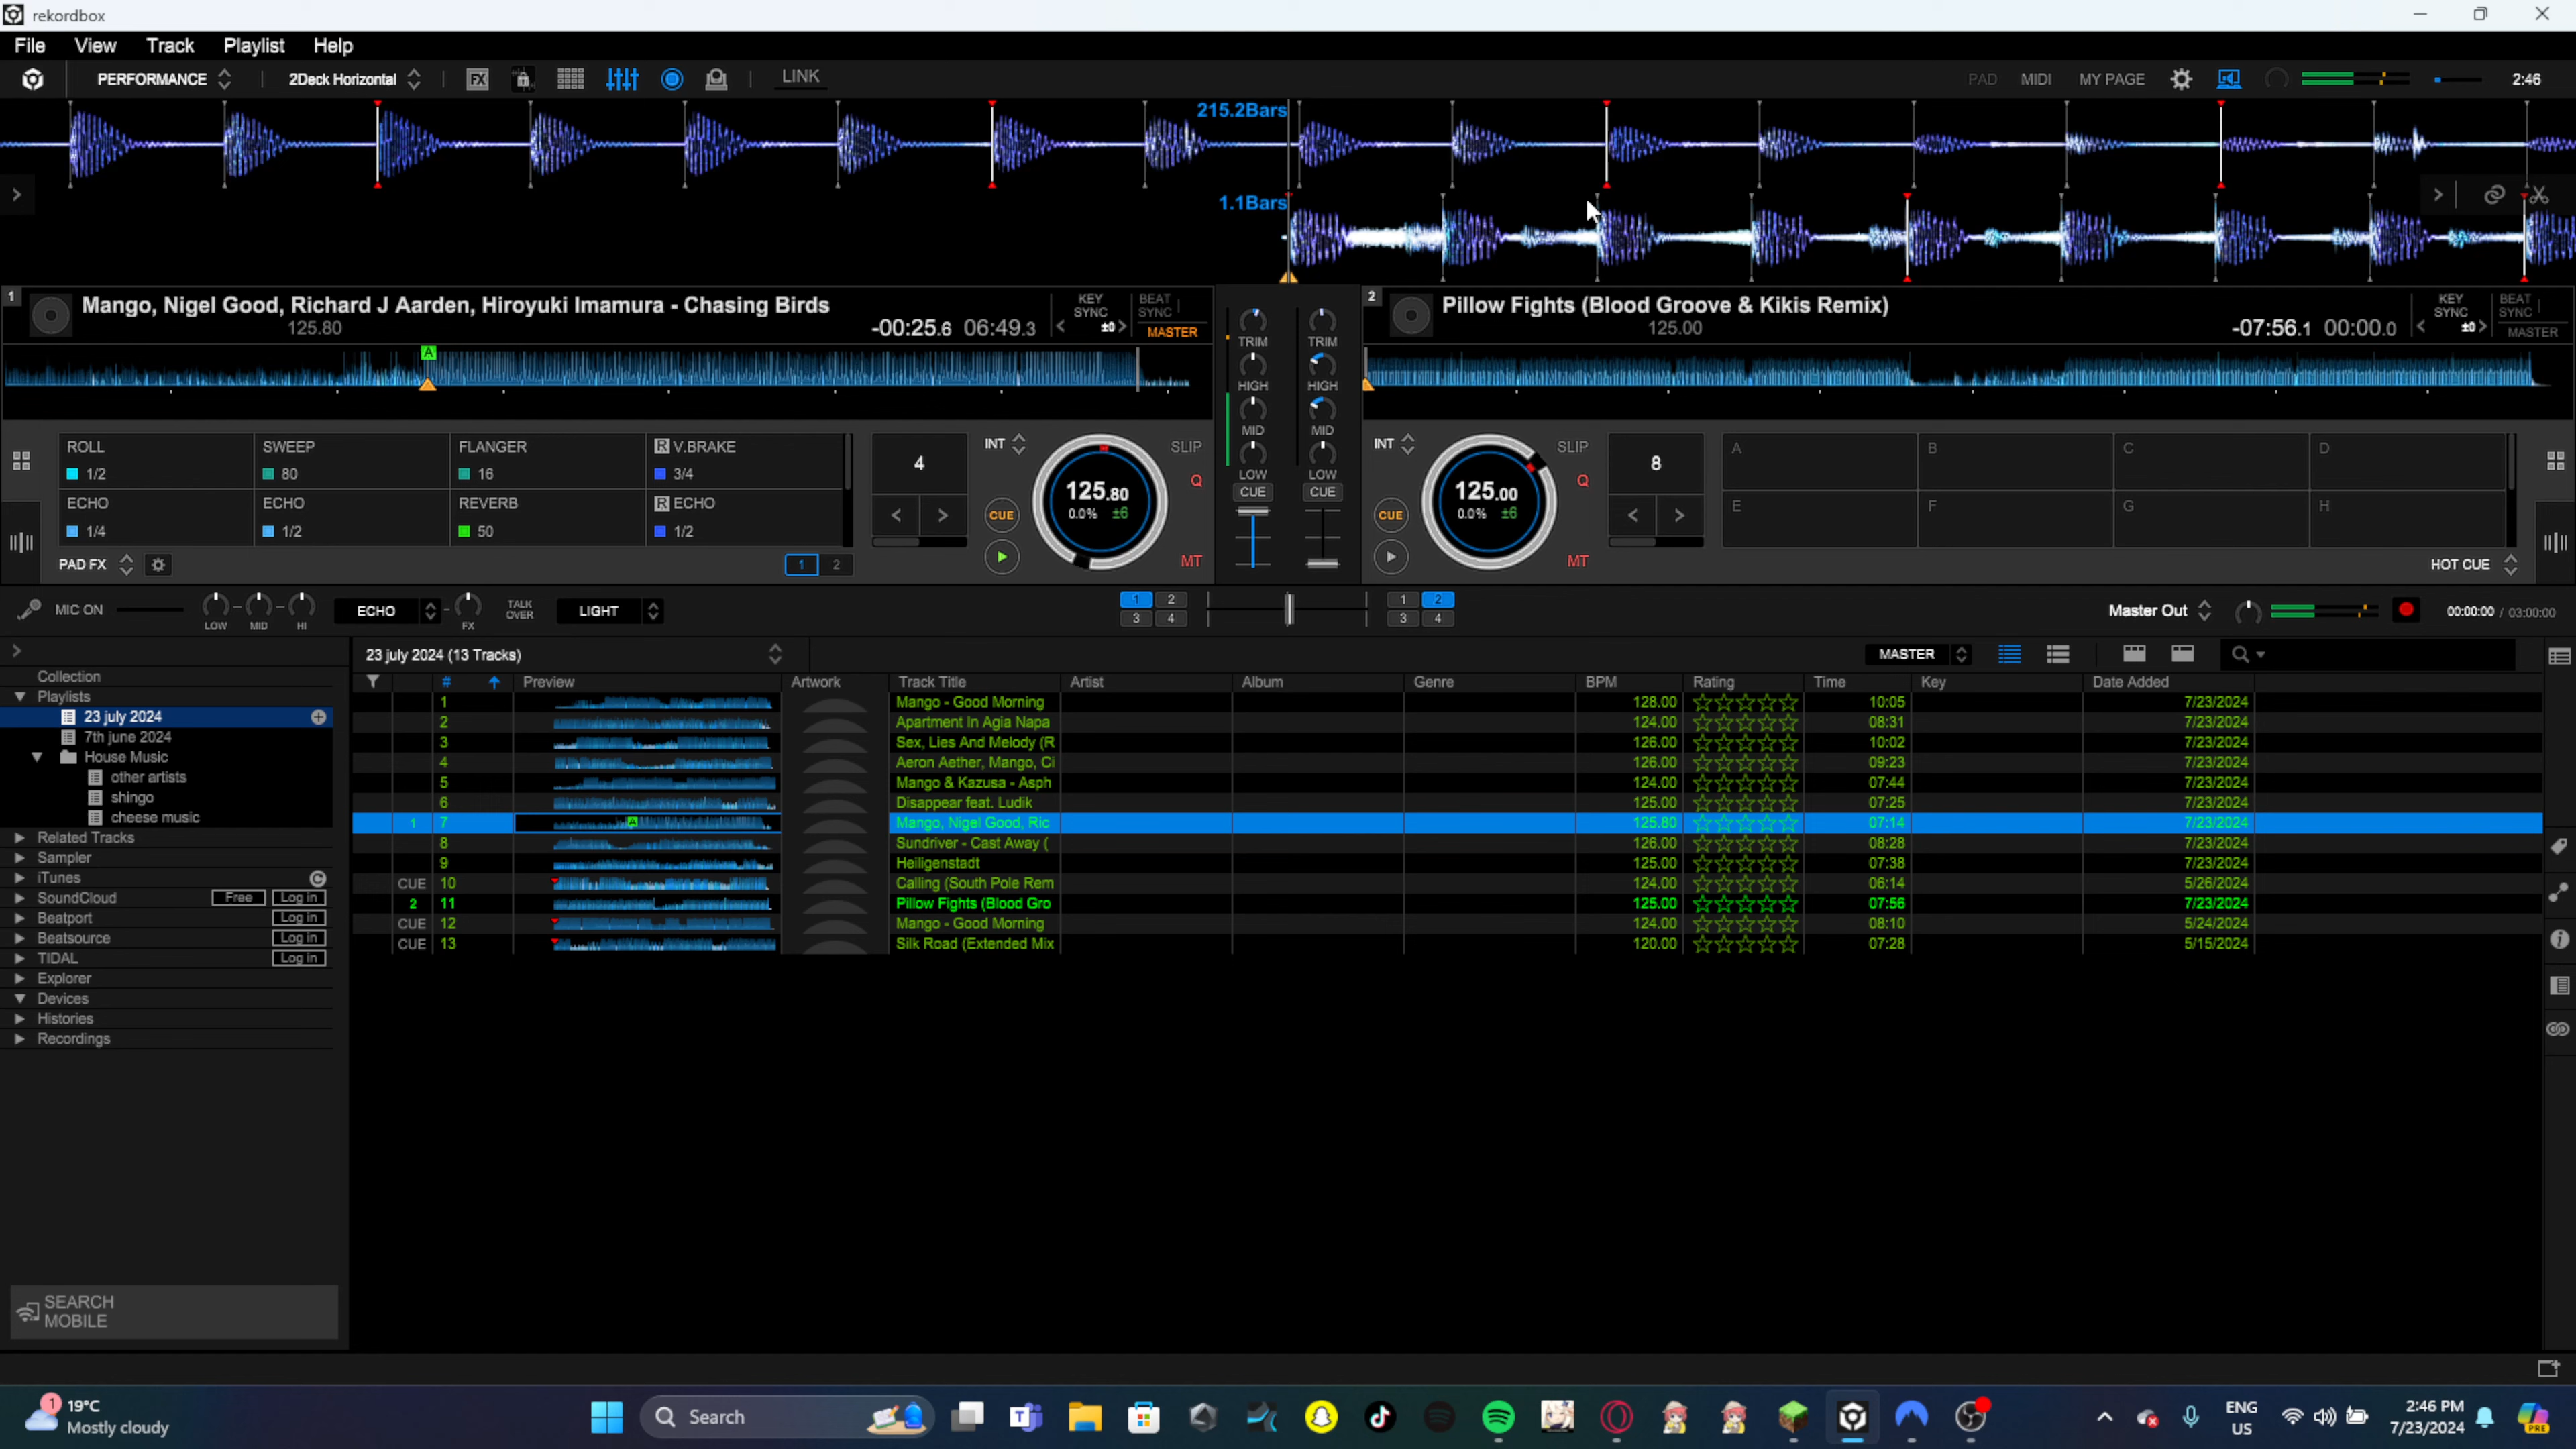 rekordbox
File View Track Playlist Help
PERFORMANCE 2Deck Horizontal FX LINK PAD MIDI MY PAGE 2:46
215.2Bars
1.1Bars
1 Mango, Nigel Good, Richard J Aarden, Hiroyuki Imamura - Chasing Birds
125.80 -00:25.6 06:49.3
KEY SYNC ±0 BEAT SYNC MASTER
A
TRIM TRIM
HIGH HIGH
MID MID
LOW LOW
CUE CUE
2 Pillow Fights (Blood Groove & Kikis Remix)
125.00 -07:56.1 00:00.0
KEY SYNC ±0 BEAT SYNC MASTER
ROLL SWEEP FLANGER R V.BRAKE
1/2 80 16 3/4
ECHO ECHO REVERB R ECHO
1/4 1/2 50 1/2
PAD FX 1 2
4 INT SLIP
125.80 Q
0.0% ±6
CUE MT
INT SLIP 8
125.00 Q
0.0% ±6
CUE MT
A B C D
E F G H
HOT CUE
MIC ON LOW MID HI ECHO FX TALK OVER LIGHT
1 2 1 2
3 4 3 4
Master Out 00:00:00 / 03:00:00
Collection
Playlists
23 july 2024
7th june 2024
House Music
other artists
shingo
cheese music
Related Tracks
Sampler
iTunes
SoundCloud Free Log in
Beatport Log in
Beatsource Log in
TIDAL Log in
Explorer
Devices
Histories
Recordings
SEARCH
MOBILE
23 july 2024 (13 Tracks) MASTER
# Preview Artwork Track Title Artist Album Genre BPM Rating Time Key Date Added
1 Mango - Good Morning 128.00 10:05 7/23/2024
2 Apartment In Agia Napa 124.00 08:31 7/23/2024
3 Sex, Lies And Melody (R 126.00 10:02 7/23/2024
4 Aeron Aether, Mango, Ci 126.00 09:23 7/23/2024
5 Mango & Kazusa - Asph 124.00 07:44 7/23/2024
6 Disappear feat. Ludik 125.00 07:25 7/23/2024
1 7 A Mango, Nigel Good, Ric 125.80 07:14 7/23/2024
8 Sundriver - Cast Away ( 126.00 08:28 7/23/2024
9 Heiligenstadt 125.00 07:38 7/23/2024
CUE 10 Calling (South Pole Rem 124.00 06:14 5/26/2024
2 11 Pillow Fights (Blood Gro 125.00 07:56 7/23/2024
CUE 12 Mango - Good Morning 124.00 08:10 5/24/2024
CUE 13 Silk Road (Extended Mix 120.00 07:28 5/15/2024
1 19°C
Mostly cloudy
Search
ENG
US
2:46 PM
7/23/2024
PRE